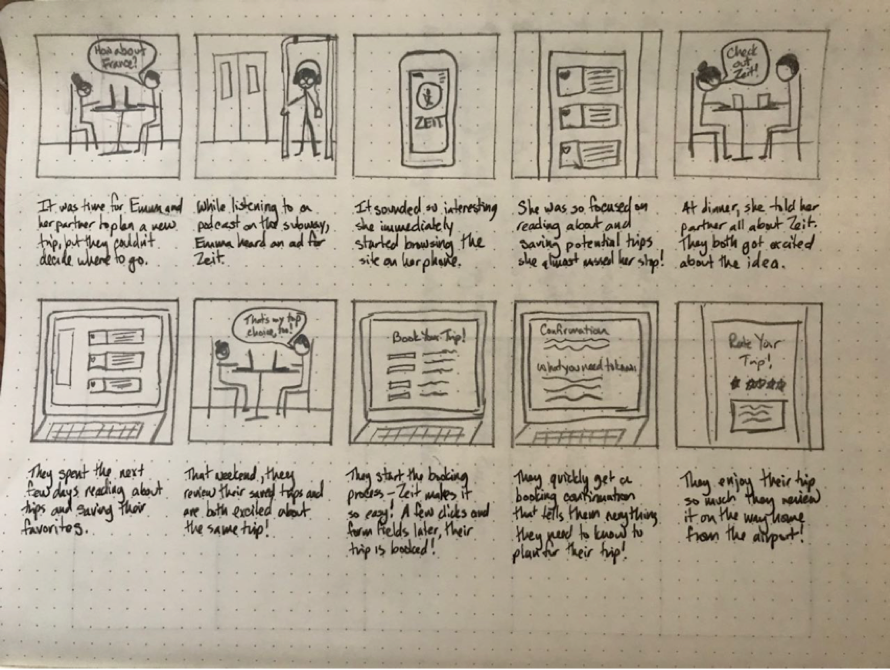 How about
France?
ZEIT
Check
out
Zeit!
It was time for Emma and
her partner to plan a new
trip, but they couldn't
decide where to go.
While listening to a
podcast on the subway,
Emma heard an ad for
Zeit.
It sounded so interesting
she immediately
started browsing the
site on her phone.
She was so focused on
reading about and
saving potential trips
she almost missed her stop!
At dinner, she told her
partner all about Zeit.
They both got excited
about the idea.
That's my top
choice, too!
Book Your Trip!
Confirmation
What you need to know
Rate Your
Trip!
They spent the next
few days reading about
trips and saving their
favorites.
That weekend, they
review their saved trips and
are both excited about
the same trip!
They start the booking
process - Zeit makes it
so easy! A few clicks and
form fields later, their
trip is booked!
They quickly get a
booking confirmation
that tells them everything
they need to know to
plan for their trip!
They enjoy their trip
so much they review
it on the way home
from the airport!